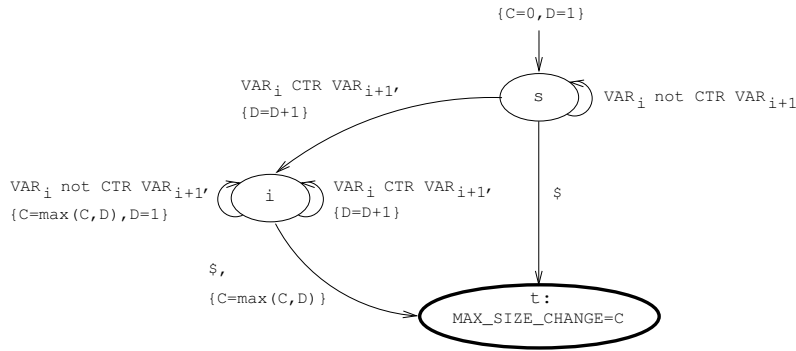 {C=0,D=1}
VAR_i CTR VAR_{i+1},
{D=D+1}
s
VAR_i not CTR VAR_{i+1}
VAR_i not CTR VAR_{i+1},
{C=max(C,D),D=1}
i
VAR_i CTR VAR_{i+1},
{D=D+1}
$
$,
{C=max(C,D)}
t:
MAX_SIZE_CHANGE=C